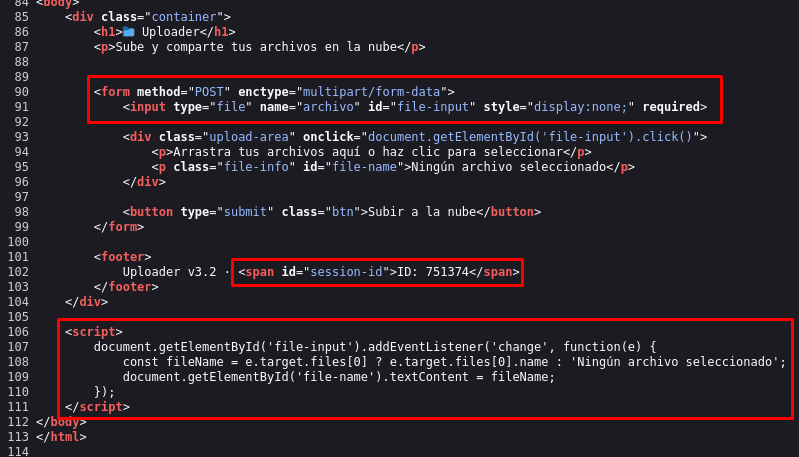 84 <body>
85 <div class="container">
86 <h1>📁 Uploader</h1>
87 <p>Sube y comparte tus archivos en la nube</p>
88
89
90 <form method="POST" enctype="multipart/form-data">
91 <input type="file" name="archivo" id="file-input" style="display:none;" required>
92
93 <div class="upload-area" onclick="document.getElementById('file-input').click()">
94 <p>Arrastra tus archivos aquí o haz clic para seleccionar</p>
95 <p class="file-info" id="file-name">Ningún archivo seleccionado</p>
96 </div>
97
98 <button type="submit" class="btn">Subir a la nube</button>
99 </form>
100
101 <footer>
102 Uploader v3.2 · <span id="session-id">ID: 751374</span>
103 </footer>
104 </div>
105
106 <script>
107 document.getElementById('file-input').addEventListener('change', function(e) {
108 const fileName = e.target.files[0] ? e.target.files[0].name : 'Ningún archivo seleccionado';
109 document.getElementById('file-name').textContent = fileName;
110 });
111 </script>
112 </body>
113 </html>
114